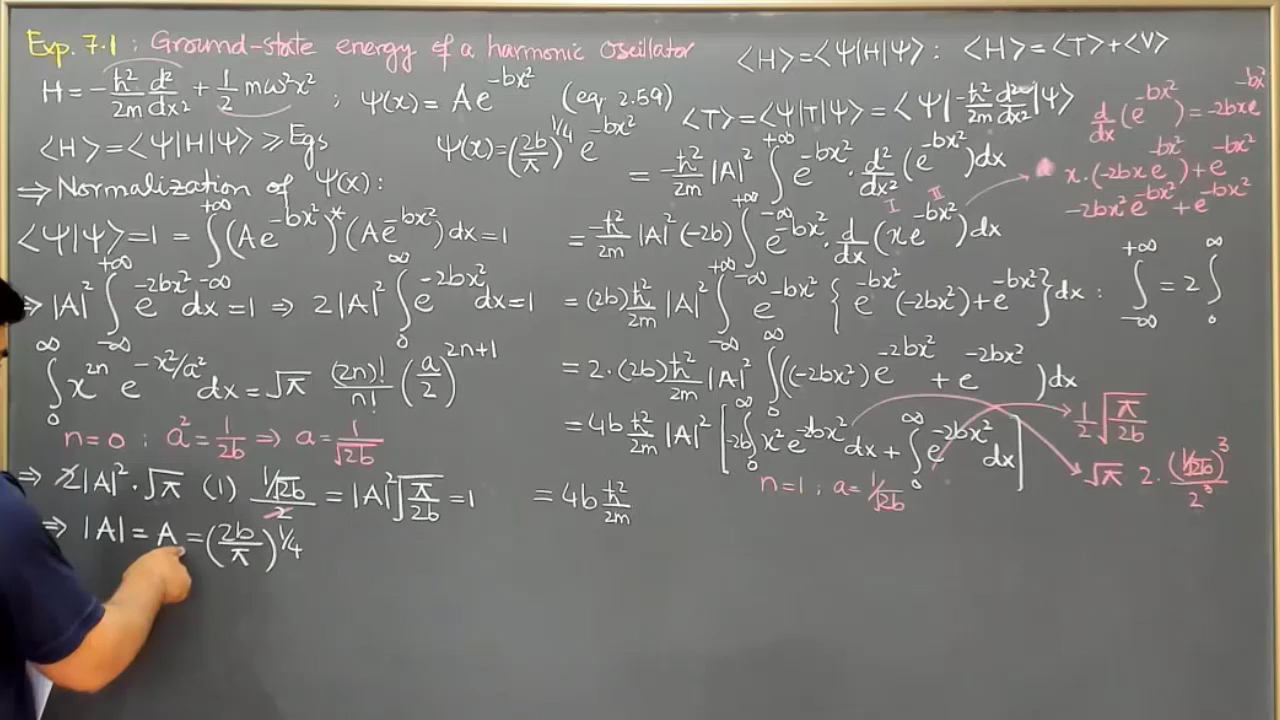 Exp. 7.1 : Ground-state energy of a harmonic Oscillator
H = -ħ²/2m d²/dx² + 1/2 mω²x² ; Ψ(x) = A e^{-bx²} (eq. 2.59)
<H> = <Ψ|H|Ψ> ≥ Egs
Ψ(x) = (2b/π)^{1/4} e^{-bx²}
⇒ Normalization of Ψ(x) :
<Ψ|Ψ> = 1 = ∫_{-∞}^{+∞} (A e^{-bx²})* (A e^{-bx²}) dx = 1
⇒ |A|² ∫_{-∞}^{+∞} e^{-2bx²} dx = 1 ⇒ 2|A|² ∫_0^∞ e^{-2bx²} dx = 1
∫_0^∞ x^{2n} e^{-x²/a²} dx = √π (2n)!/n! (a/2)^{2n+1}
n=0 ; a² = 1/2b ⇒ a = 1/√2b
⇒ 2|A|² · √π (1) (1/√2b)/2 = |A|² √(π/2b) = 1
⇒ |A| = A = (2b/π)^{1/4}
<H> = <Ψ|H|Ψ> : <H> = <T> + <V>
<T> = <Ψ|T|Ψ> = <Ψ| -ħ²/2m d²/dx² |Ψ>
= -ħ²/2m |A|² ∫_{-∞}^{+∞} e^{-bx²} · d²/dx² (e^{-bx²}) dx
I II
= -ħ²/2m |A|² (-2b) ∫_{-∞}^{+∞} e^{-bx²} · d/dx (x e^{-bx²}) dx
= (2b) ħ²/2m |A|² ∫_{-∞}^{+∞} e^{-bx²} { e^{-bx²} (-2bx²) + e^{-bx²} } dx : ∫_{-∞}^{+∞} = 2 ∫_0^∞
= 2·(2b) ħ²/2m |A|² ∫_0^∞ ((-2bx²) e^{-2bx²} + e^{-2bx²}) dx
= 4b ħ²/2m |A|² [ -2b ∫_0^∞ x² e^{-2bx²} dx + ∫_0^∞ e^{-2bx²} dx ]
n=1 ; a = 1/√2b
= 4b ħ²/2m
d/dx (e^{-bx²}) = -2bx e^{-bx²}
x·(-2bx e^{-bx²}) + e^{-bx²}
-2bx² e^{-bx²} + e^{-bx²}
1/2 √(π/2b)
√π 2 · (1/√2b)³/2³